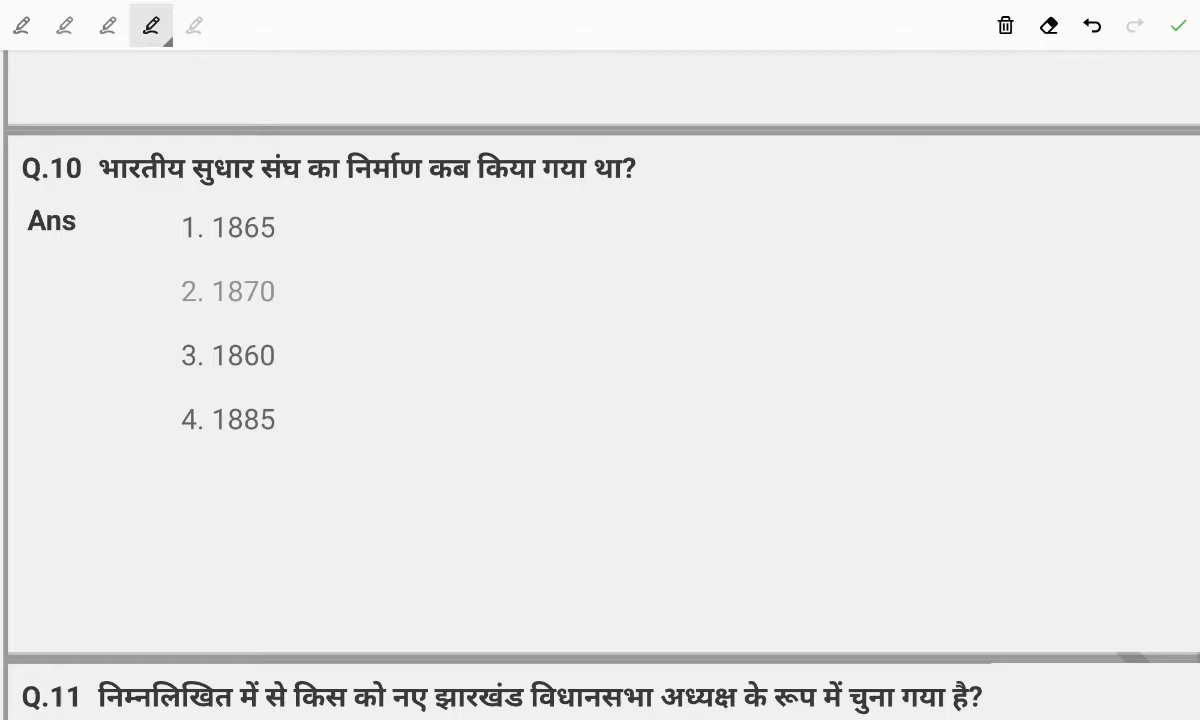 Q.10 भारतीय सुधार संघ का निर्माण कब किया गया था?
Ans
1. 1865
2. 1870
3. 1860
4. 1885
Q.11 निम्नलिखित में से किस को नए झारखंड विधानसभा अध्यक्ष के रूप में चुना गया है?